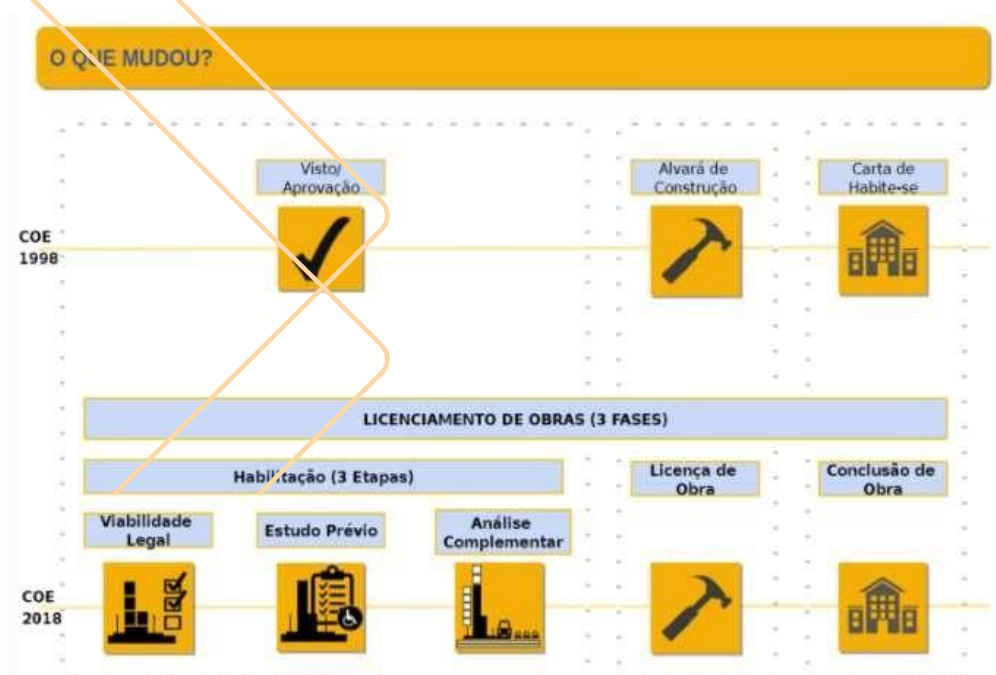 O QUE MUDOU?
Visto/
Aprovação
Alvará de
Construção
Carta de
Habite-se
COE
1998
LICENCIAMENTO DE OBRAS (3 FASES)
Habilitação (3 Etapas)
Licença de
Obra
Conclusão de
Obra
Viabilidade
Legal
Estudo Prévio
Análise
Complementar
COE
2018